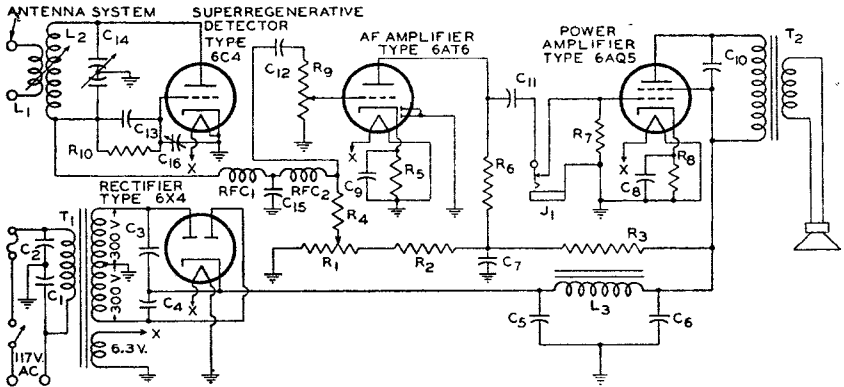 ANTENNA SYSTEM
SUPERREGENERATIVE
DETECTOR
TYPE
6C4
AF AMPLIFIER
TYPE 6AT6
POWER
AMPLIFIER
TYPE 6AQ5
T2
L2
C14
C12
R9
C11
C10
L1
C13
R10
C16
X
RFC1
RFC2
C15
X
C9
R5
R6
J1
R7
X
C8
R8
RECTIFIER
TYPE 6X4
T1
R4
R1
R2
C7
R3
C2
C1
300 V
300 V
C3
C4
X
L3
C5
C6
X
6.3 V.
117V.
AC